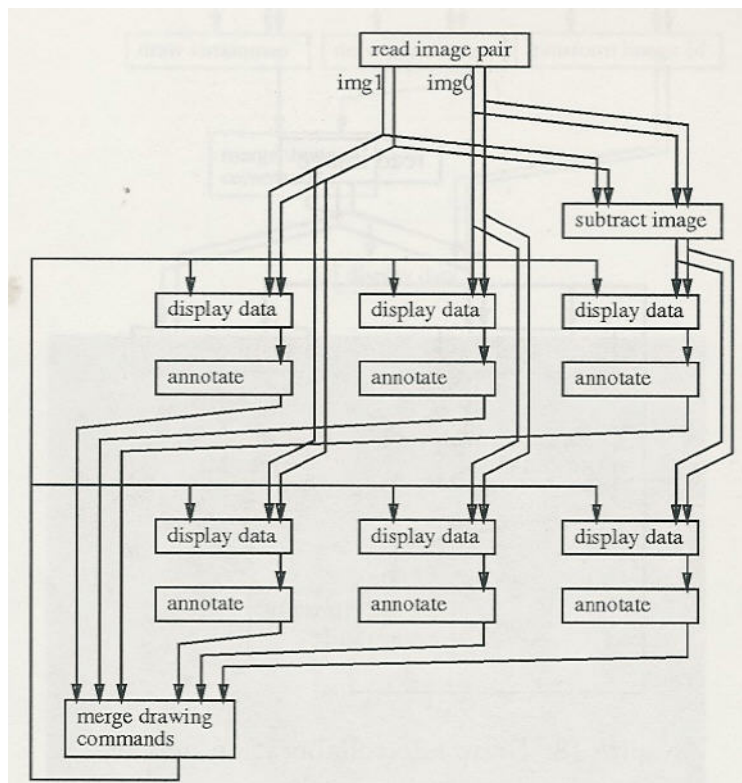 read image pair
img1
img0
subtract image
display data
display data
display data
annotate
annotate
annotate
display data
display data
display data
annotate
annotate
annotate
merge drawing
commands